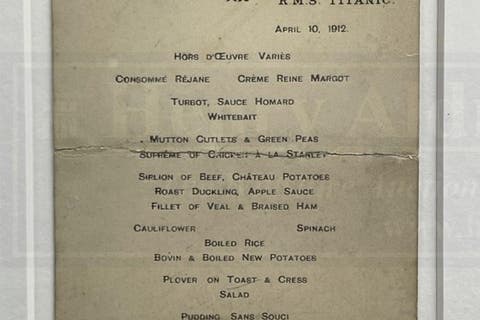 R.M.S. TITANIC.
APRIL 10, 1912.
HORS D'ŒUVRE VARIÉS
CONSOMMÉ RÉJANE CRÈME REINE MARGOT
TURBOT, SAUCE HOMARD
WHITEBAIT
MUTTON CUTLETS & GREEN PEAS
SUPRÊME OF CHICKEN À LA STANLEY
SIRLION OF BEEF, CHÂTEAU POTATOES
ROAST DUCKLING, APPLE SAUCE
FILLET OF VEAL & BRAISED HAM
CAULIFLOWER SPINACH
BOILED RICE
BOVIN & BOILED NEW POTATOES
PLOVER ON TOAST & CRESS
SALAD
PUDDING SANS SOUCI